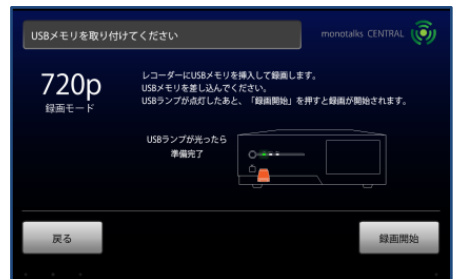 USBメモリを取り付けてください
monotalks CENTRAL
720p
録画モード
レコーダーにUSBメモリを挿入して録画します。
USBメモリを差し込んでください。
USBランプが点灯したあと、「録画開始」を押すと録画が開始されます。
USBランプが光ったら
準備完了
戻る
録画開始